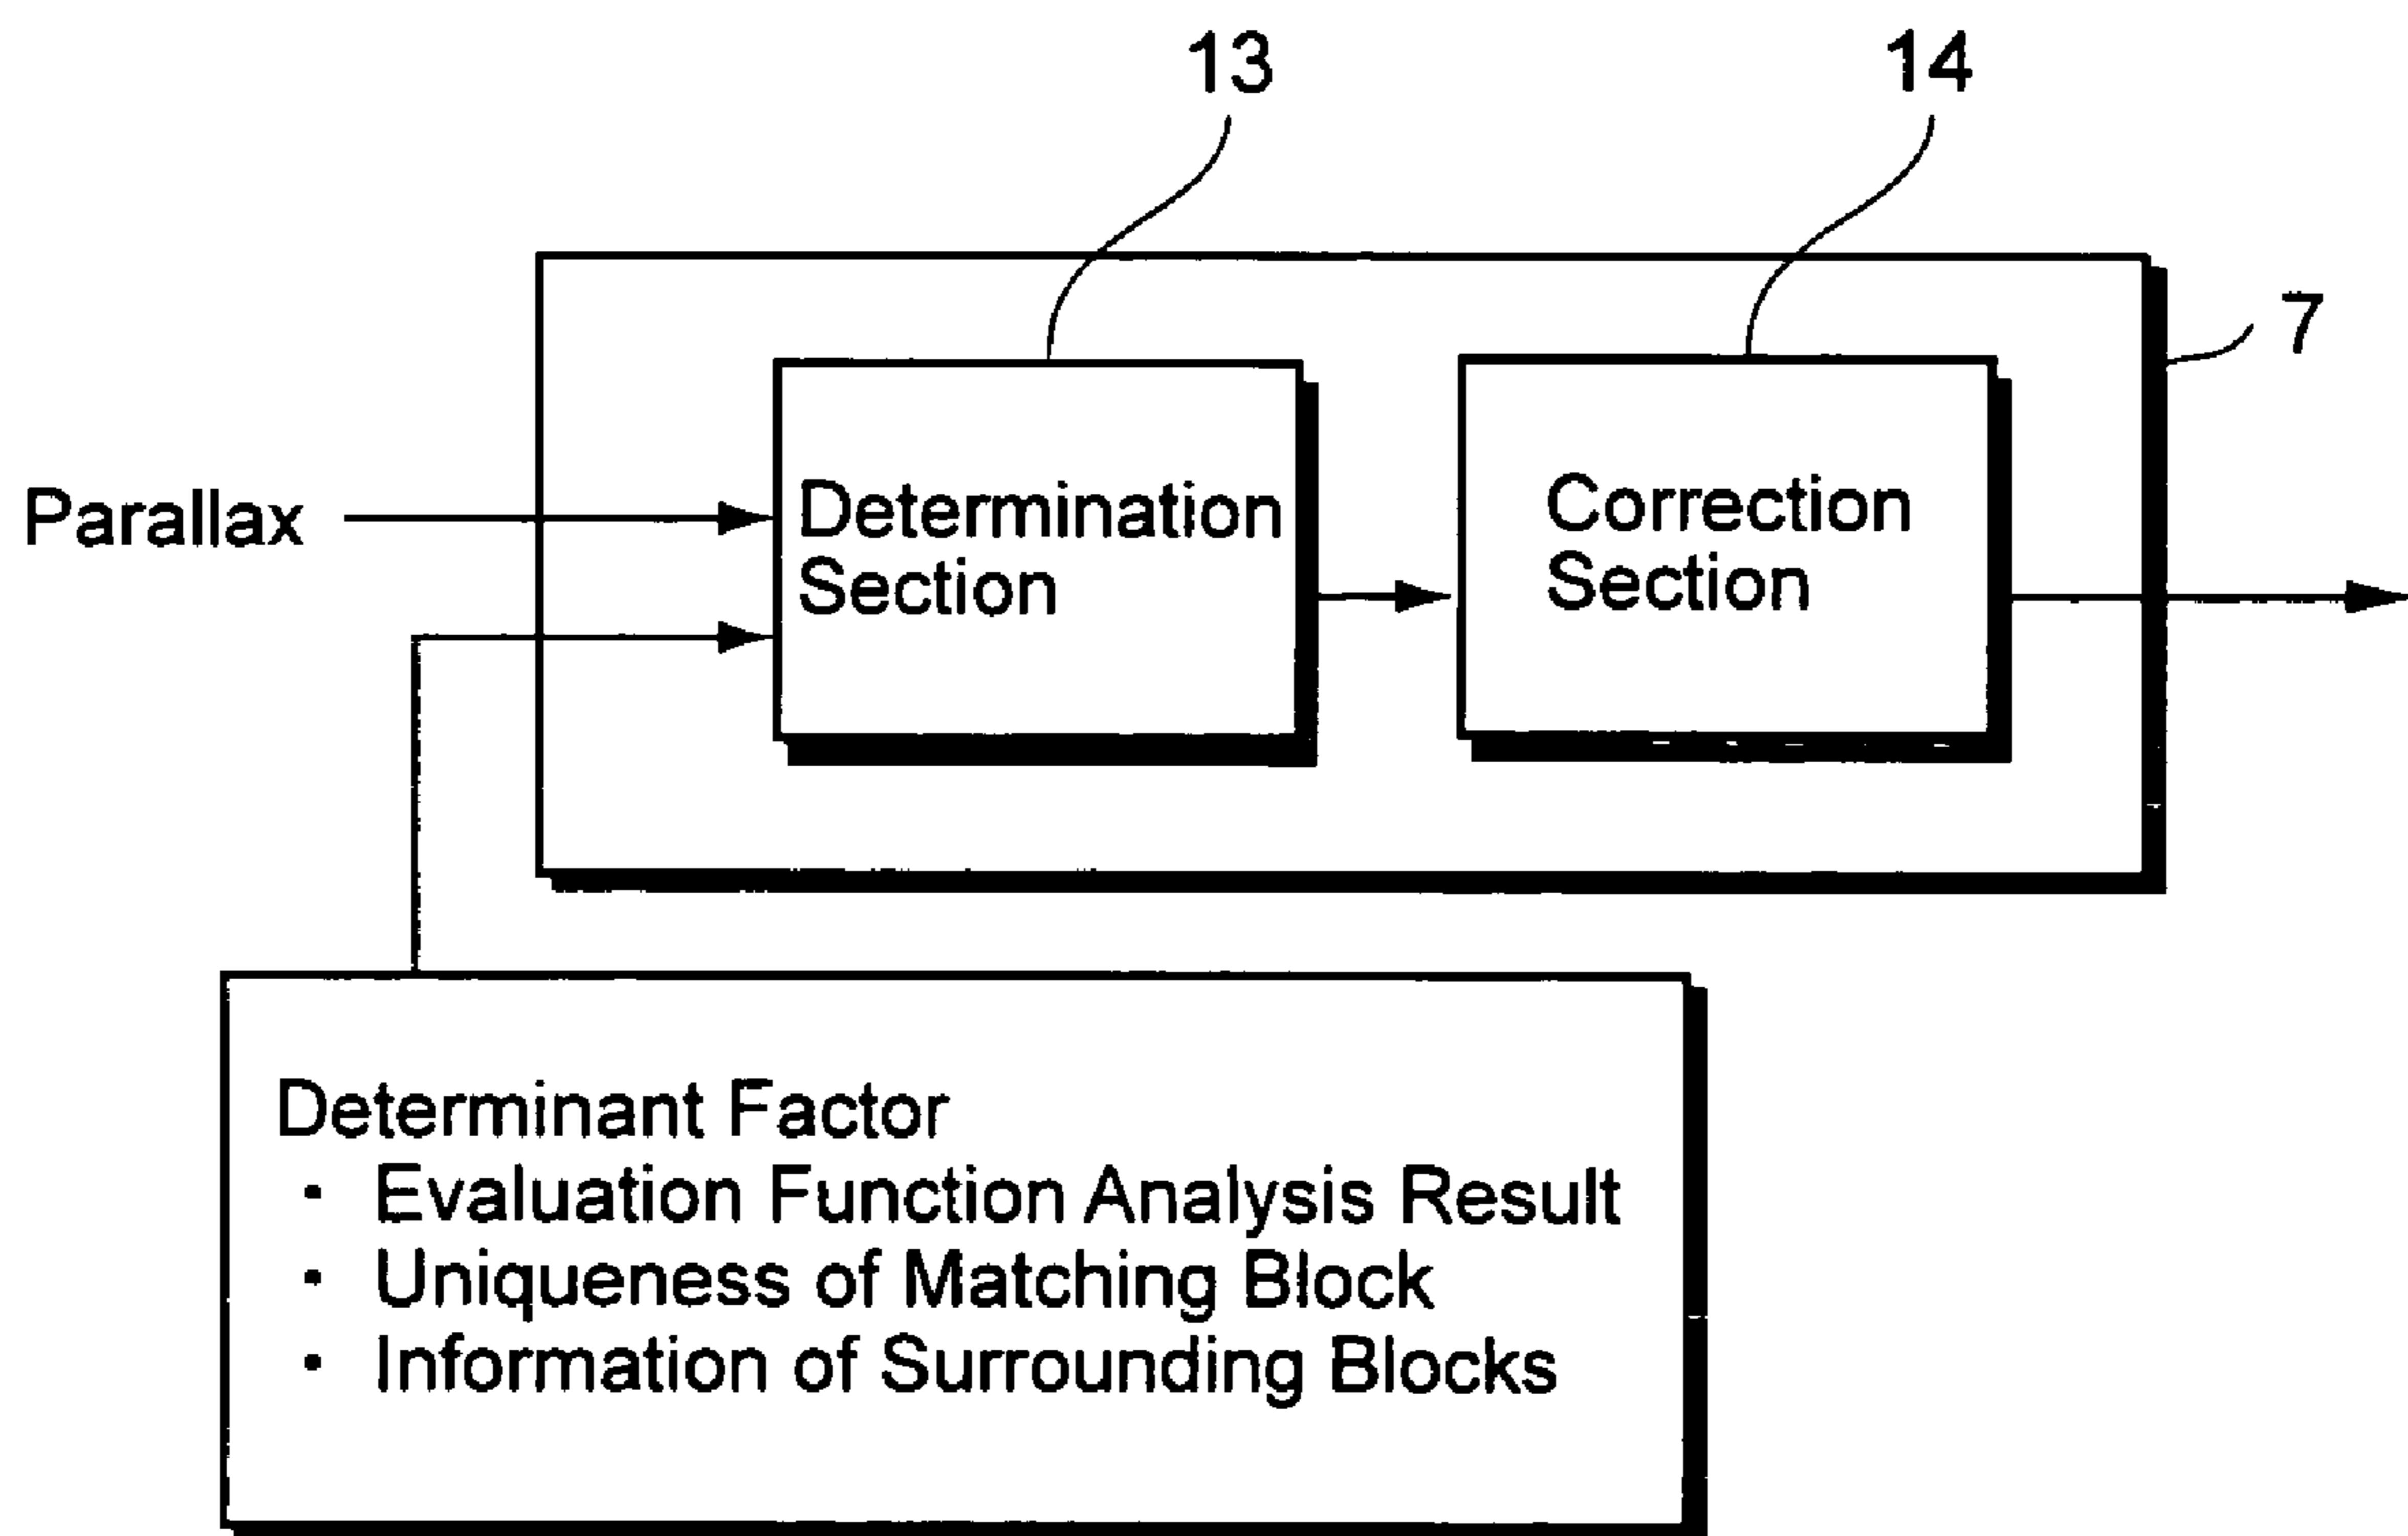 13
14
7
Parallax
Determination
Section
Correction
Section
Determinant Factor
・ Evaluation Function Analysis Result
・ Uniqueness of Matching Block
・ Information of Surrounding Blocks